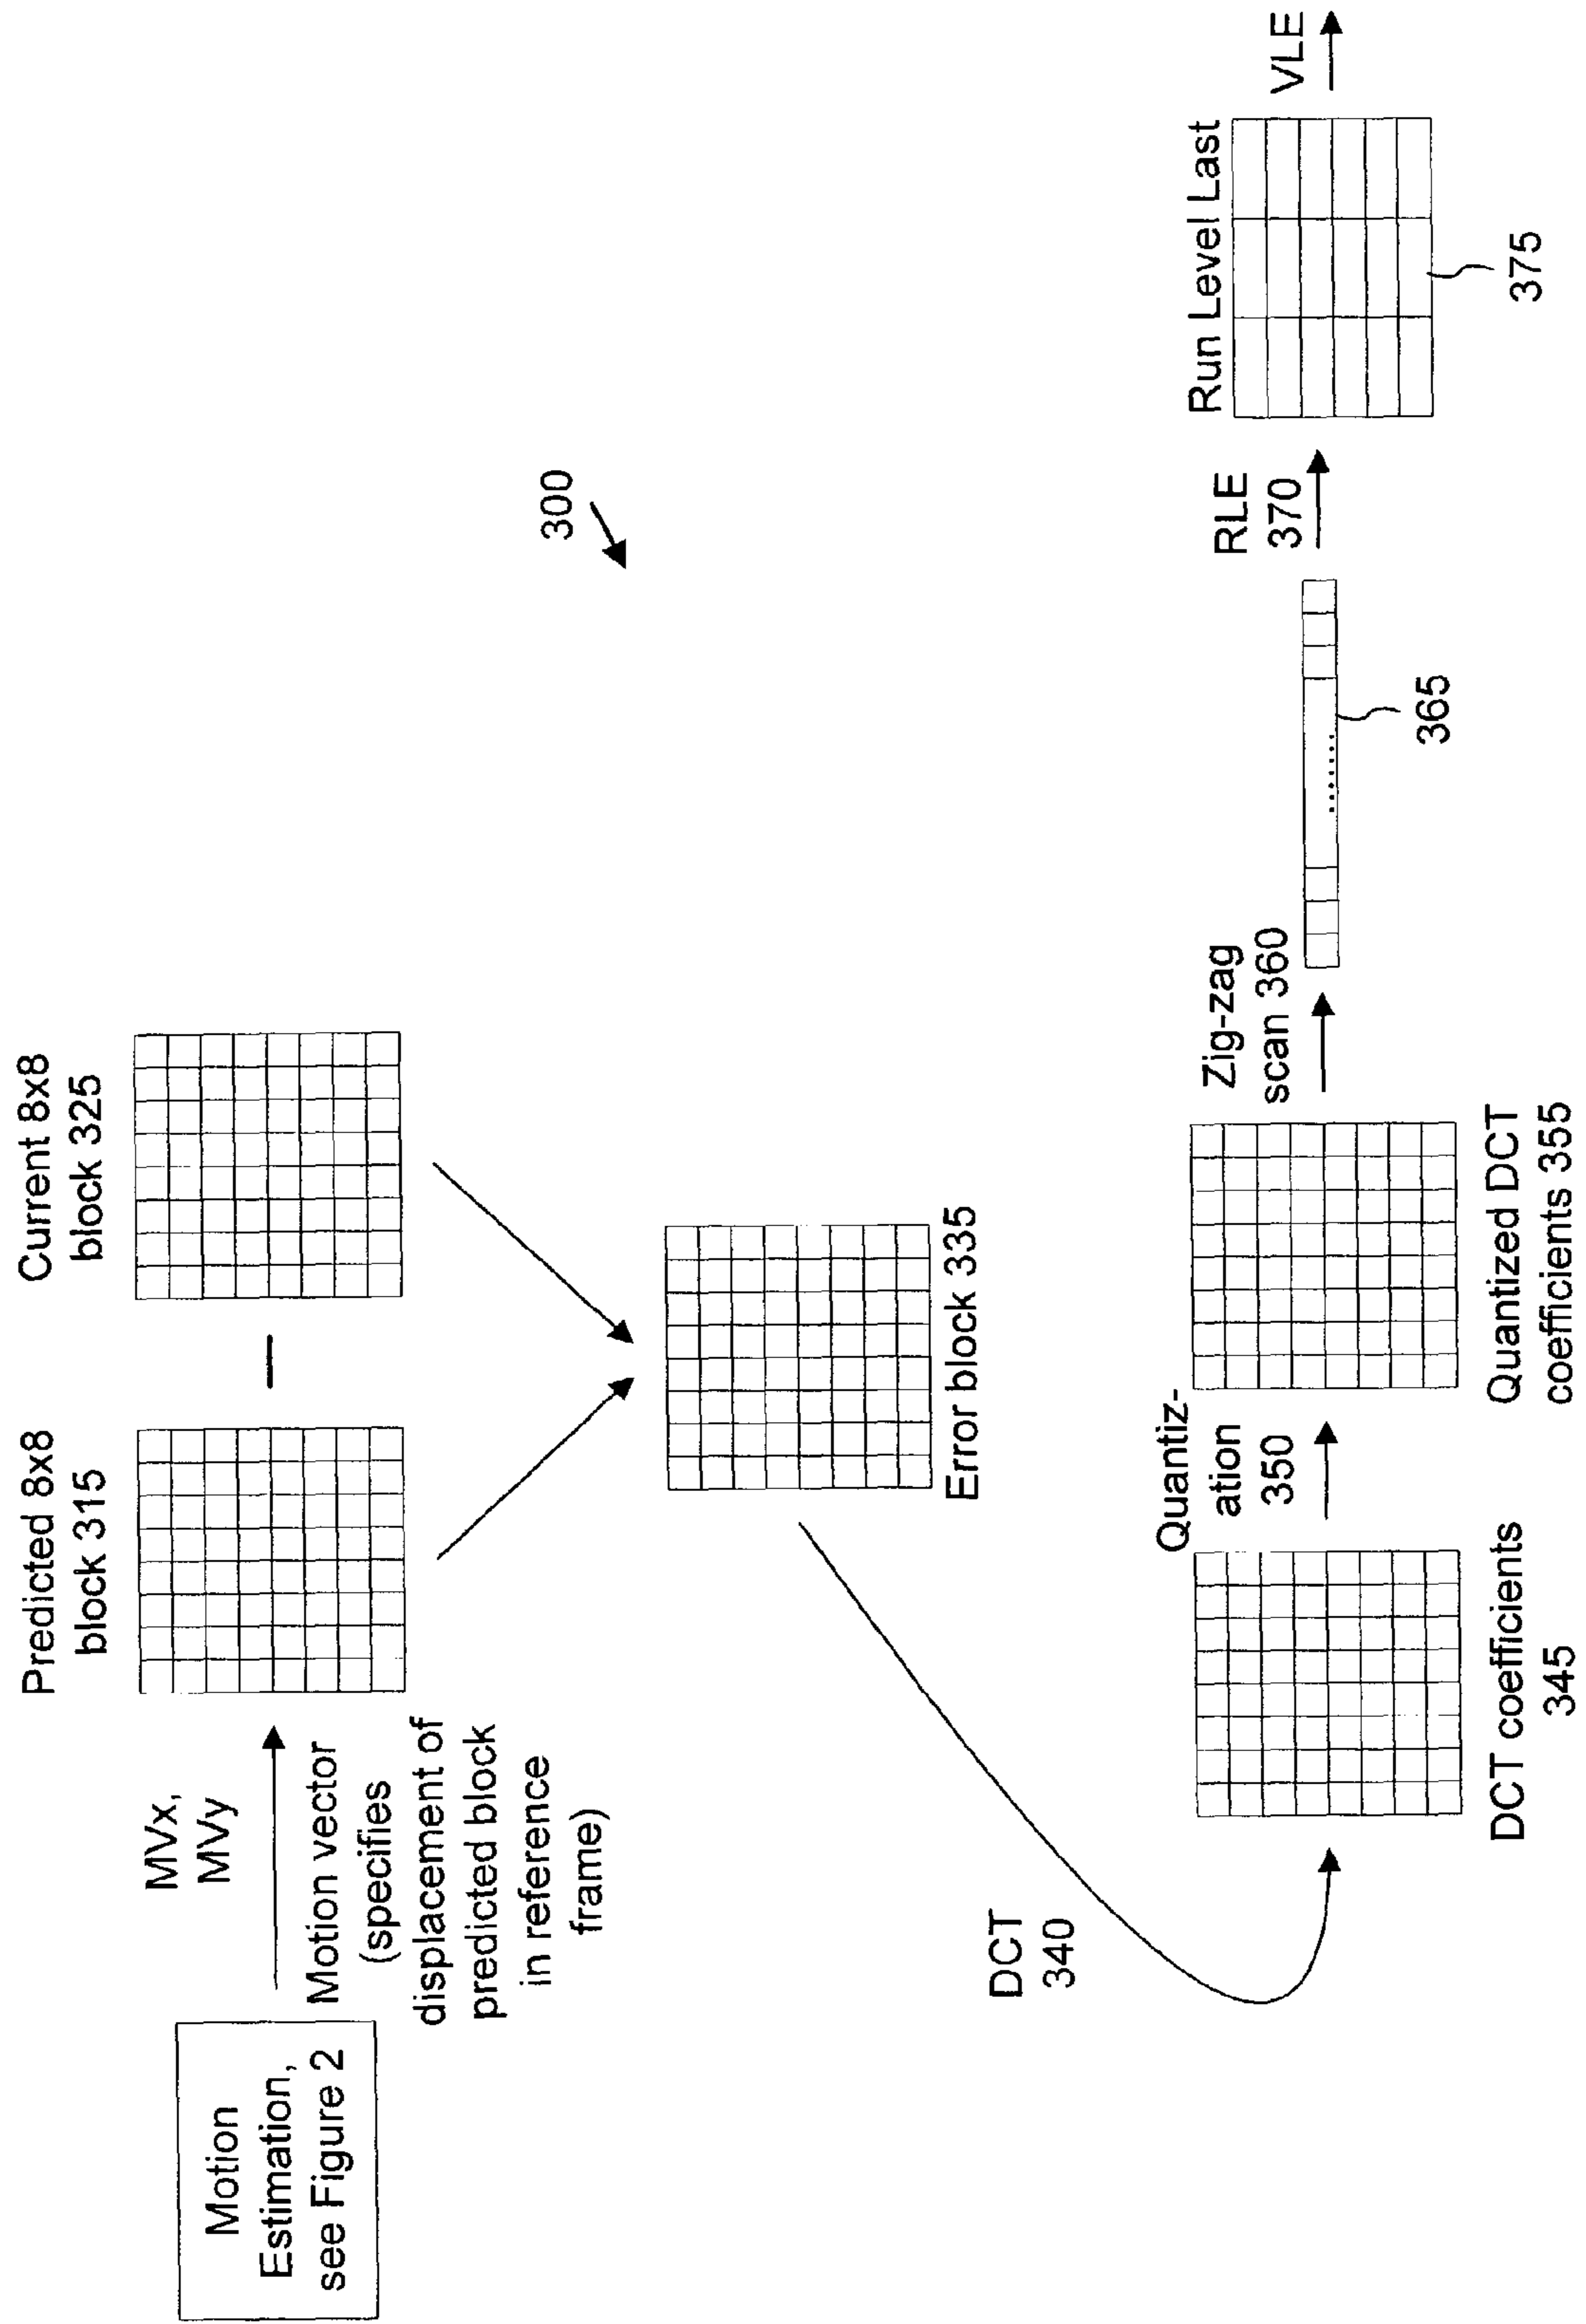 Motion
Estimation,
see Figure 2
MVx,
MVy
Motion vector
(specifies
displacement of
predicted block
in reference
frame)
Predicted 8x8
block 315
Current 8x8
block 325
Error block 335
300
DCT
340
DCT coefficients
345
Quantiz-
ation
350
Quantized DCT
coefficients 355
Zig-zag
scan 360
365
RLE
370
Run Level Last
375
VLE